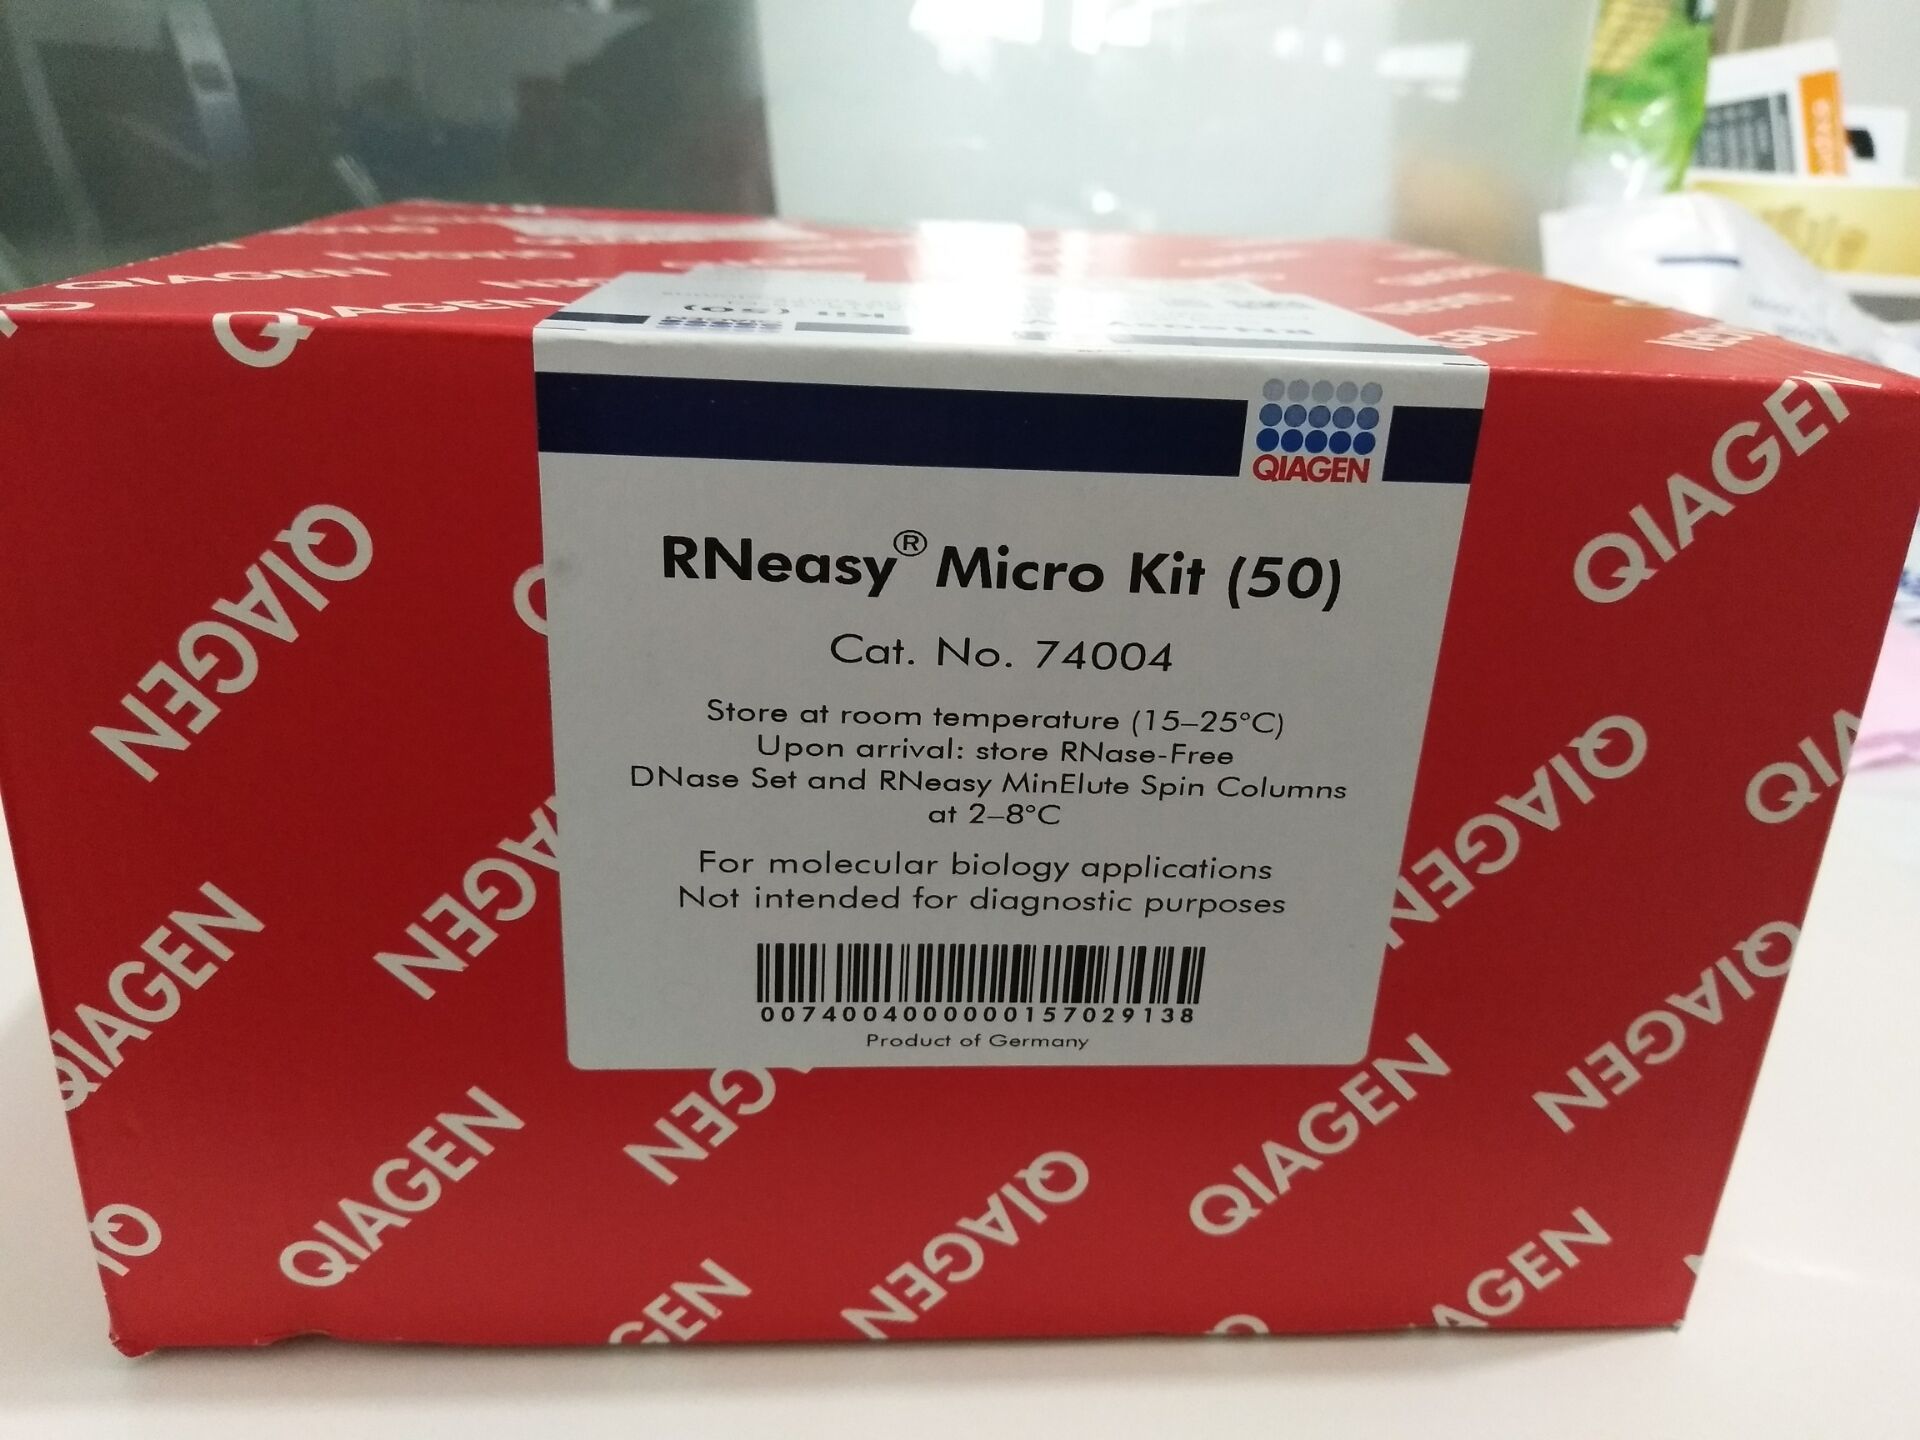 QIAGEN
RNeasy® Micro Kit (50)
Cat. No. 74004
Store at room temperature (15–25°C)
Upon arrival: store RNase-Free
DNase Set and RNeasy MinElute Spin Columns
at 2–8°C
For molecular biology applications
Not intended for diagnostic purposes
0074004000000157029138
Product of Germany
QIAGEN
QIAGEN
QIAGEN
QIAGEN
QIAGEN
QIAGEN
QIAGEN
QIAGEN
QIAGEN
QIAGEN